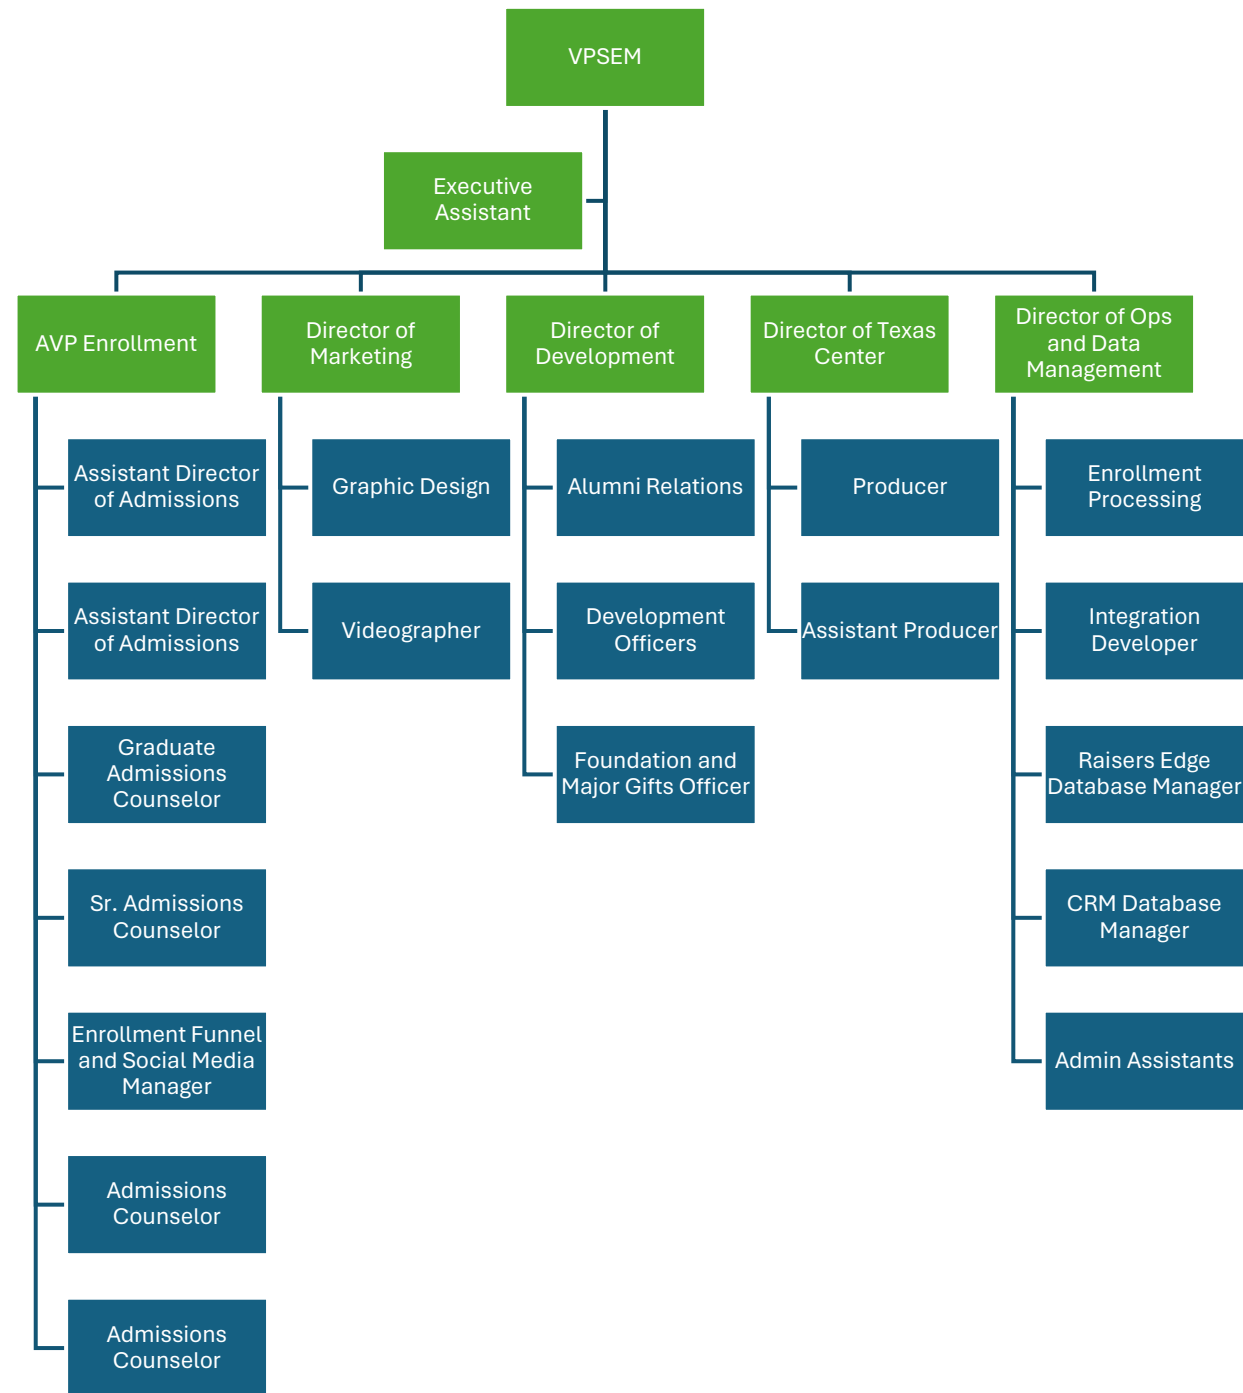 VPSEM
Executive
Assistant
AVP Enrollment
Director of
Marketing
Director of
Development
Director of Texas
Center
Director of Ops
and Data
Management
Assistant Director
of Admissions
Graphic Design
Alumni Relations
Producer
Enrollment
Processing
Assistant Director
of Admissions
Videographer
Development
Officers
Assistant Producer
Integration
Developer
Graduate
Admissions
Counselor
Foundation and
Major Gifts Officer
Raisers Edge
Database Manager
Sr. Admissions
Counselor
CRM Database
Manager
Enrollment Funnel
and Social Media
Manager
Admin Assistants
Admissions
Counselor
Admissions
Counselor